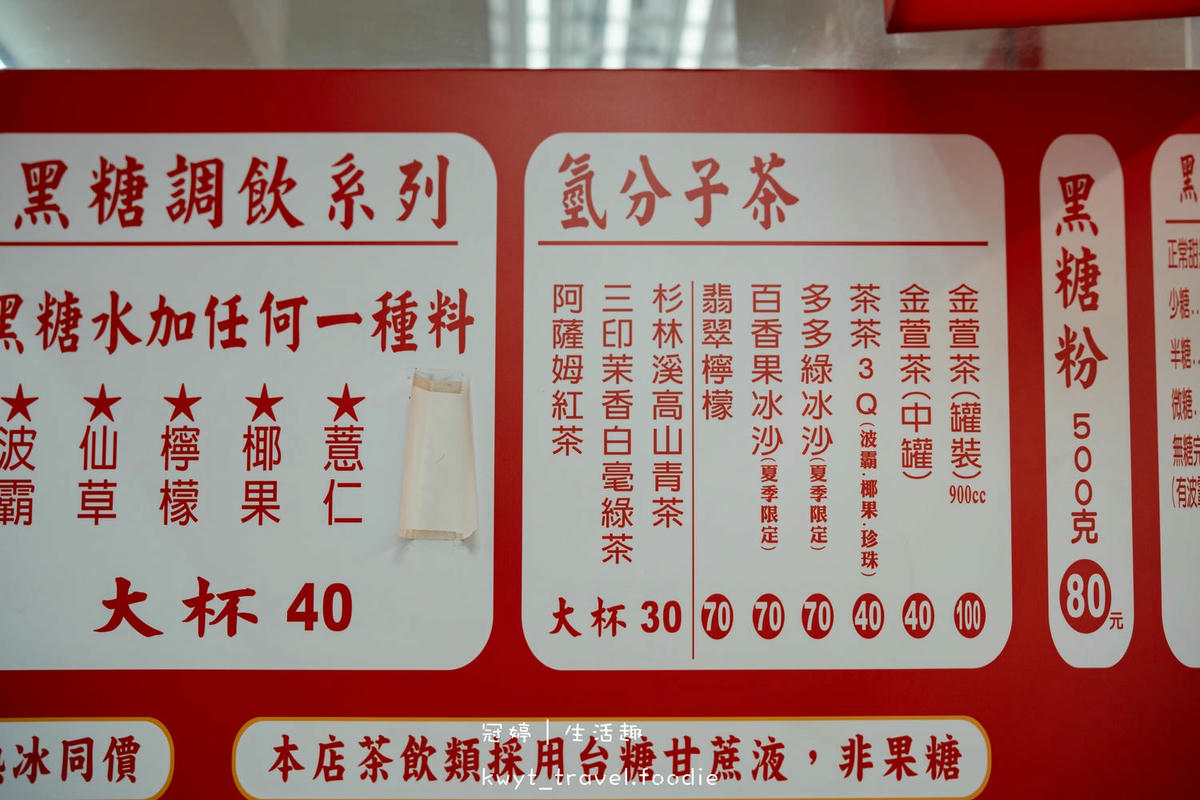 黑糖調飲系列
黑糖水加任何一種料
★波霸
★仙草
★檸檬
★椰果
★薏仁
大杯 40
氫分子茶
阿薩姆紅茶
三印茉香白毫綠茶
杉林溪高山青茶
大杯 30
翡翠檸檬 70
百香果冰沙(夏季限定) 70
多多綠冰沙(夏季限定) 70
茶茶3Q(波霸·椰果·珍珠) 40
金萱茶(中罐) 40
金萱茶(罐裝)900cc 100
黑糖粉 500克 80元
黑
正常甜
少糖..
半糖..
微糖.
無糖
(有波
冰同價
本店茶飲類採用台糖甘蔗液，非果糖
冠婷｜生活趣
kwyt_travel.foodie